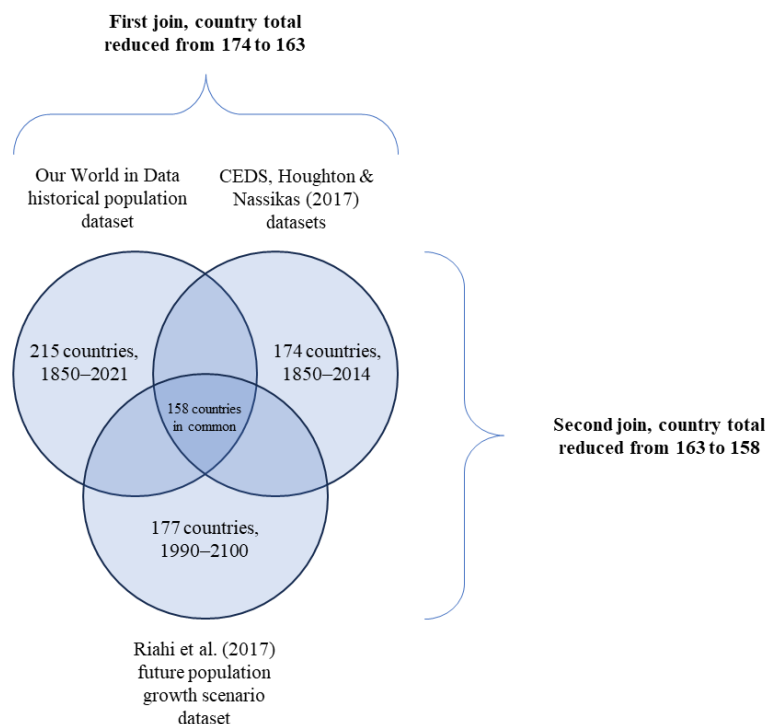 First join, country total
reduced from 174 to 163
Our World in Data
historical population
dataset
CEDS, Houghton &
Nassikas (2017)
datasets
215 countries,
1850–2021
174 countries,
1850–2014
158 countries
in common
177 countries,
1990–2100
Second join, country total
reduced from 163 to 158
Riahi et al. (2017)
future population
growth scenario
dataset